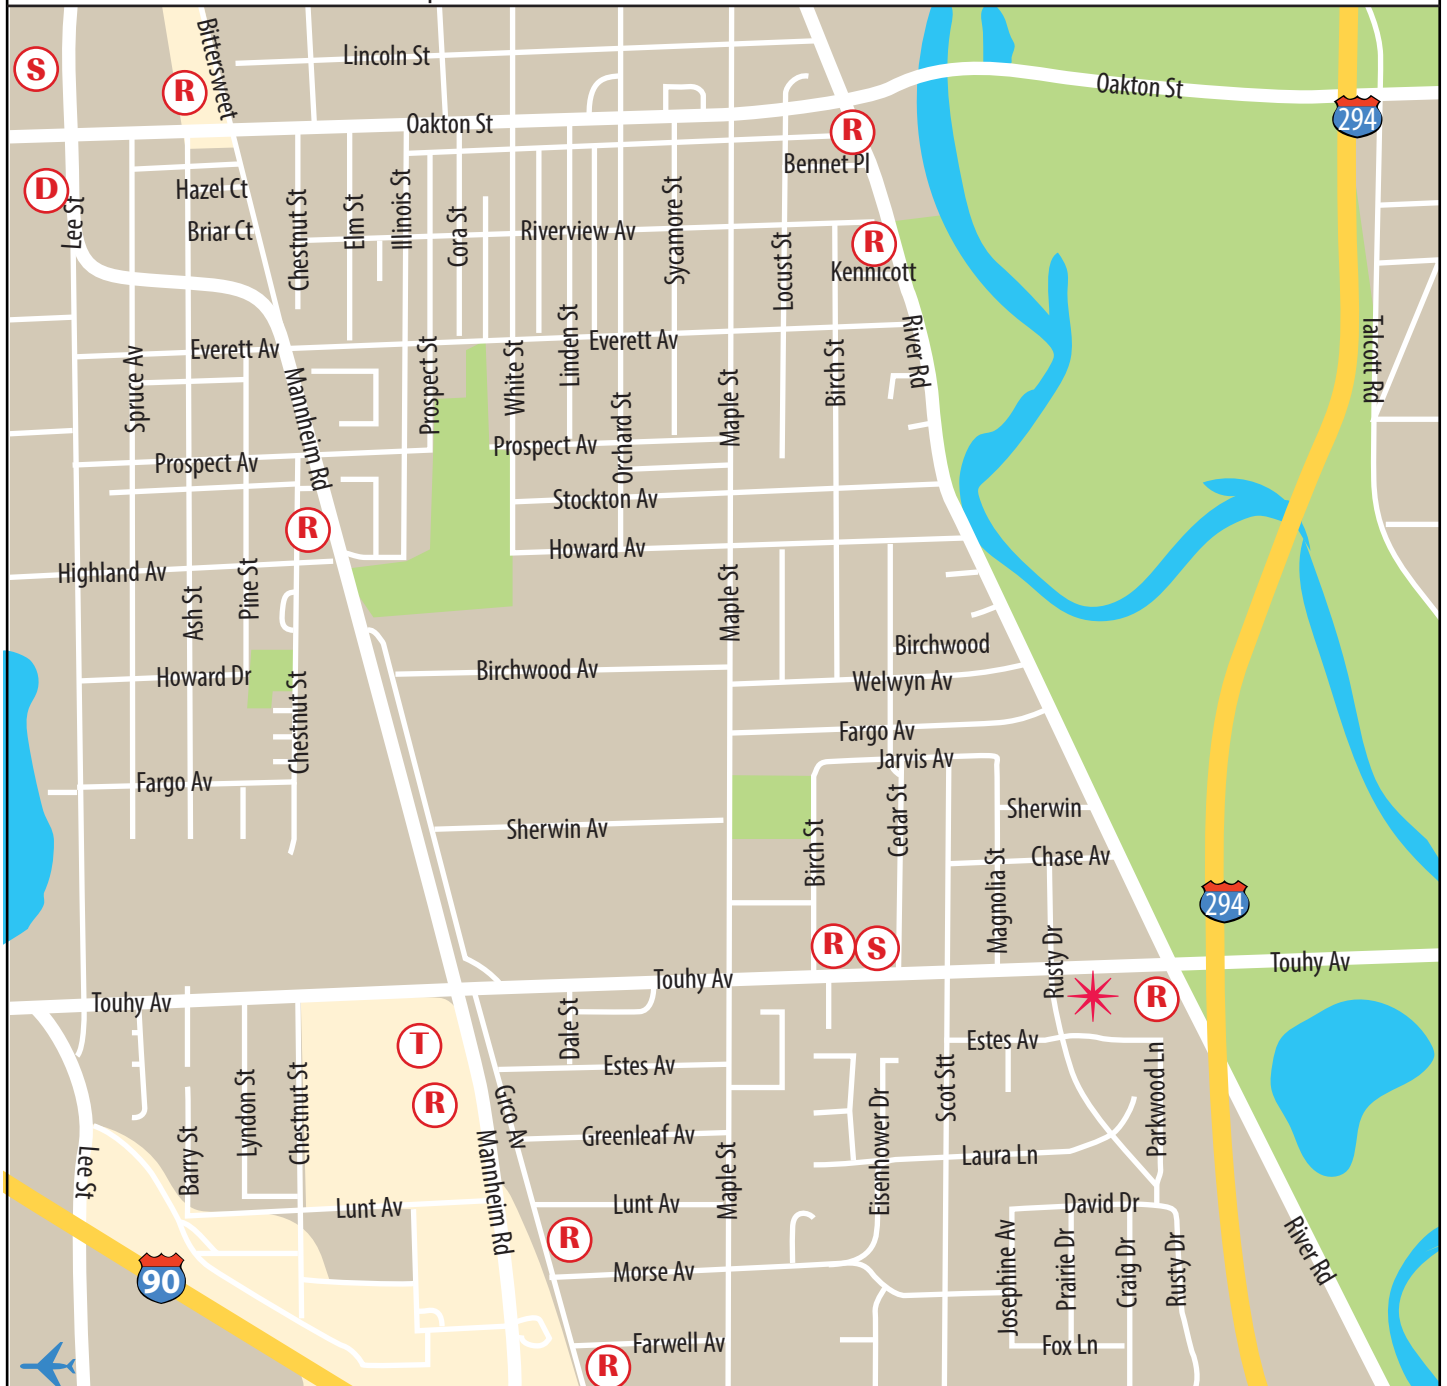 Bittersweet
Lincoln St
S
R
Oakton St
294
Oakton St
R
Bennet Pl
D
Hazel Ct
Lee St
Briar Ct
Chestnut St
Elm St
Illinois St
Cora St
Riverview Av
Sycamore St
Locust St
R
Kennicott
Everett Av
Spruce Av
Mannheim Rd
Prospect St
White St
Linden St
Everett Av
Orchard St
Maple St
Birch St
River Rd
Talcott Rd
Prospect Av
Prospect Av
Stockton Av
R
Howard Av
Highland Av
Ash St
Pine St
Maple St
Howard Dr
Chestnut St
Birchwood Av
Birchwood
Welwyn Av
Fargo Av
Jarvis Av
Fargo Av
Sherwin Av
Birch St
Cedar St
Sherwin
Magnolia St
Chase Av
294
Rusty Dr
R
S
Touhy Av
Touhy Av
Touhy Av
R
T
Dale St
Estes Av
Estes Av
Scot Stt
Parkwood Ln
R
Grco Av
Greenleaf Av
Lee St
Barry St
Lyndon St
Chestnut St
Mannheim Rd
Maple St
Eisenhower Dr
Laura Ln
Lunt Av
Lunt Av
David Dr
R
Morse Av
Josephine Av
Prairie Dr
Craig Dr
Rusty Dr
River Rd
90
Farwell Av
Fox Ln
R